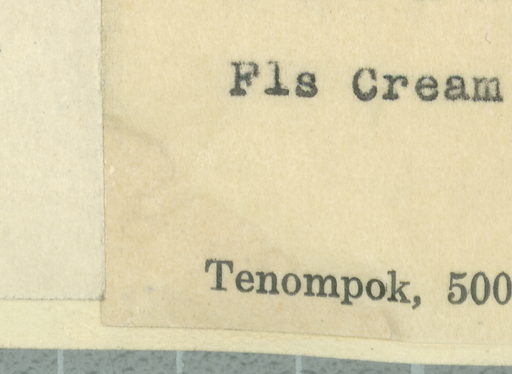 Fls Cream
Tenompok, 500